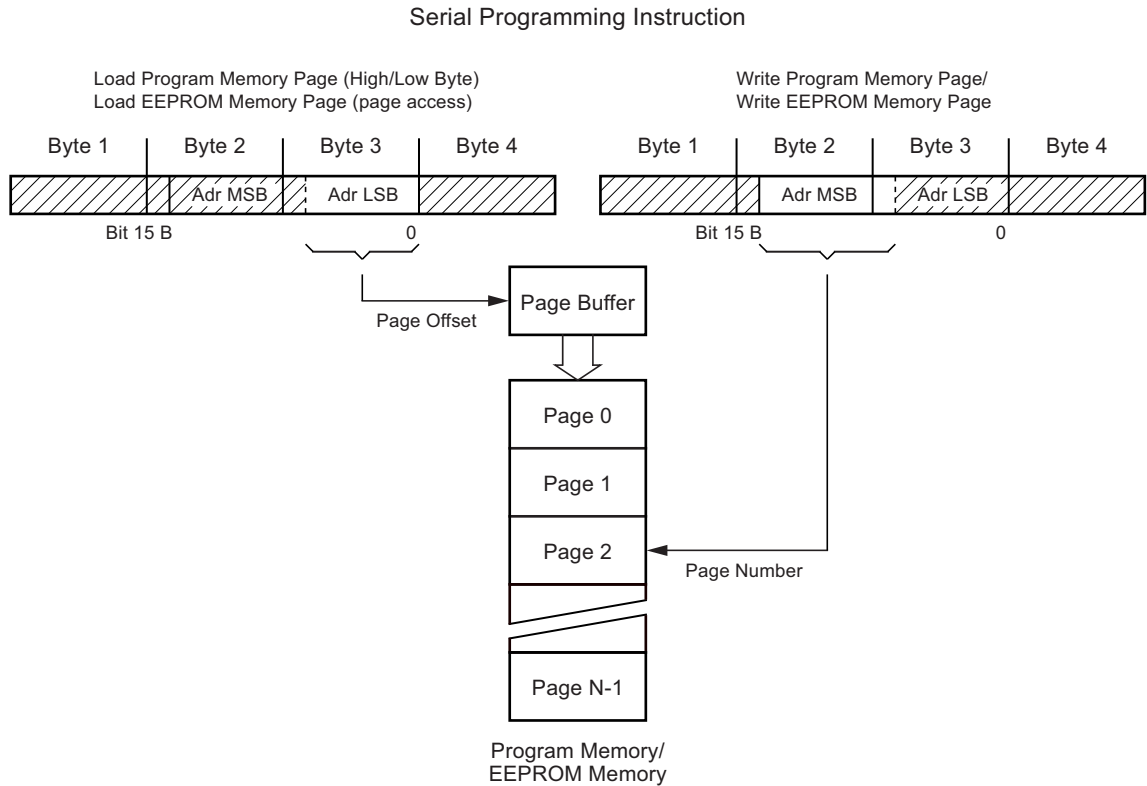 Serial Programming Instruction
Load Program Memory Page (High/Low Byte)
Load EEPROM Memory Page (page access)
Write Program Memory Page/
Write EEPROM Memory Page
Byte 1 Byte 2 Byte 3 Byte 4
Byte 1 Byte 2 Byte 3 Byte 4
Adr MSB Adr LSB
Adr MSB Adr LSB
Bit 15 B 0
Bit 15 B 0
Page Buffer
Page Offset
Page 0
Page 1
Page 2
Page Number
Page N-1
Program Memory/
EEPROM Memory